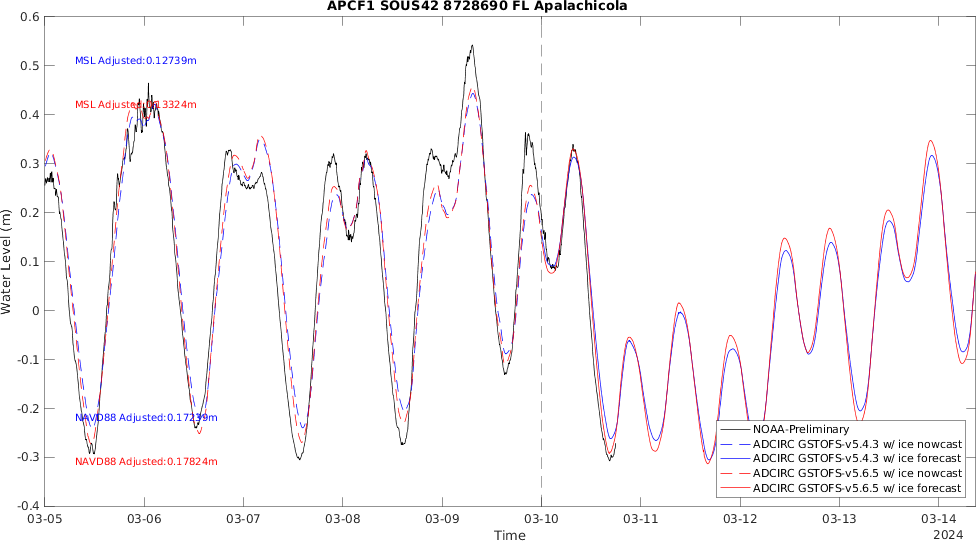 APCF1 SOUS42 8728690 FL Apalachicola
0.6
0.5
0.4
0.3
0.2
0.1
0
-0.1
-0.2
-0.3
-0.4
Water Level (m)
MSL Adjusted:0.12739m
MSL Adjusted:0.13324m
NAVD88 Adjusted:0.17239m
NAVD88 Adjusted:0.17824m
NOAA-Preliminary
ADCIRC GSTOFS-v5.4.3 w/ ice nowcast
ADCIRC GSTOFS-v5.4.3 w/ ice forecast
ADCIRC GSTOFS-v5.6.5 w/ ice nowcast
ADCIRC GSTOFS-v5.6.5 w/ ice forecast
03-05 03-06 03-07 03-08 03-09 03-10 03-11 03-12 03-13 03-14
Time
2024